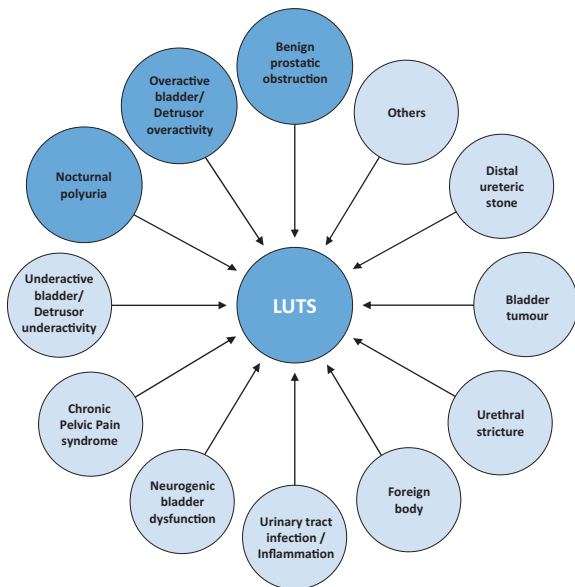 Benign
prostatic
obstruction
Others
Distal
ureteric
stone
Bladder
tumour
Urethral
stricture
Foreign
body
Urinary tract
infection /
Inflammation
Neurogenic
bladder
dysfunction
Chronic
Pelvic Pain
syndrome
Underactive
bladder/
Detrusor
underactivity
Nocturnal
polyuria
Overactive
bladder/
Detrusor
overactivity
LUTS